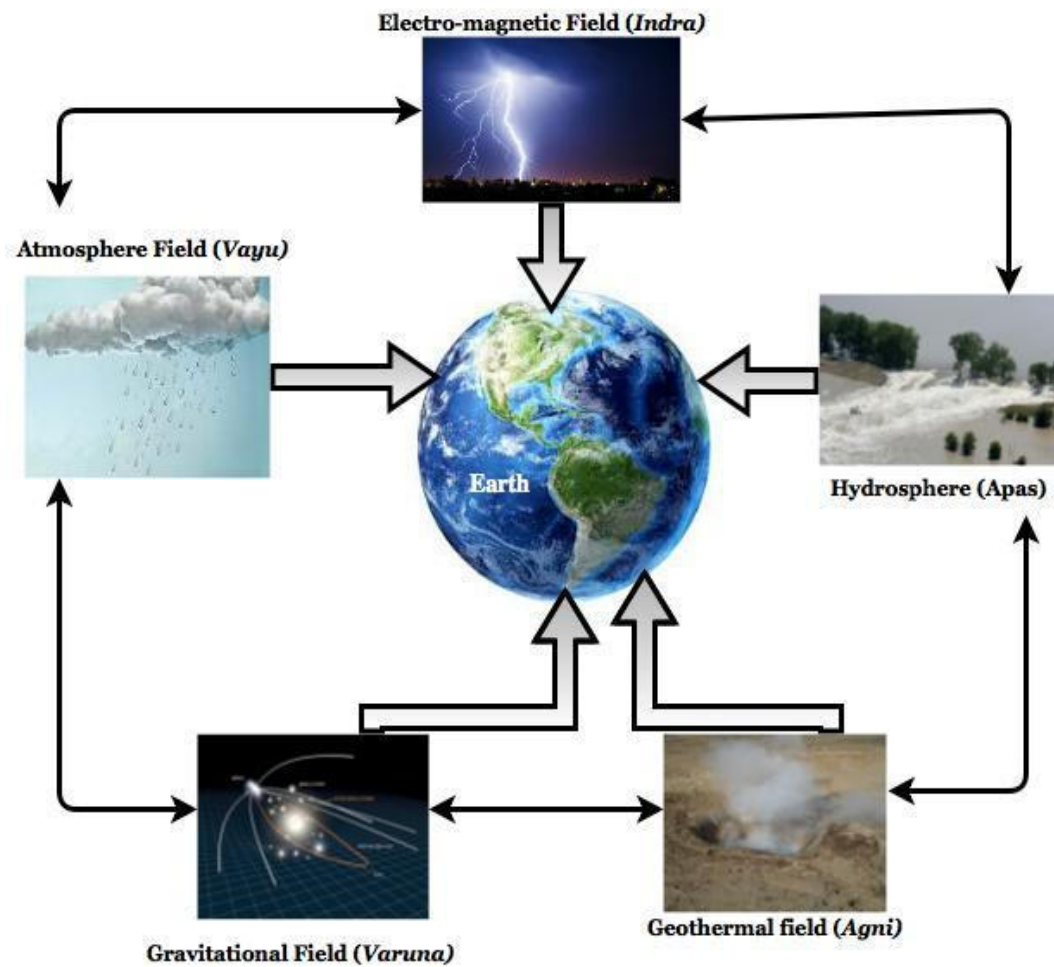 Electro-magnetic Field (Indra)
Atmosphere Field (Vayu)
Earth
Hydrosphere (Apas)
Gravitational Field (Varuna)
Geothermal field (Agni)